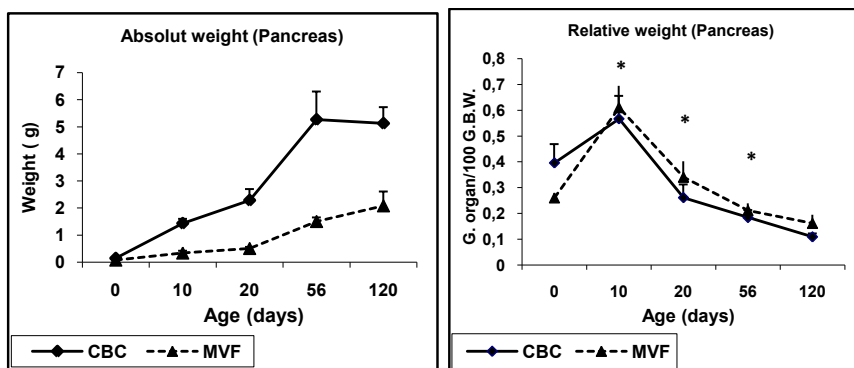 Absolut weight (Pancreas)
7
6
5
4
3
2
1
0
Weight ( g)
0 10 20 56 120
Age (days)
CBC MVF
Relative weight (Pancreas)
0,8
0,7
0,6
0,5
0,4
0,3
0,2
0,1
0
G. organ/100 G.B.W.
* * *
0 10 20 56 120
Age (days)
CBC MVF